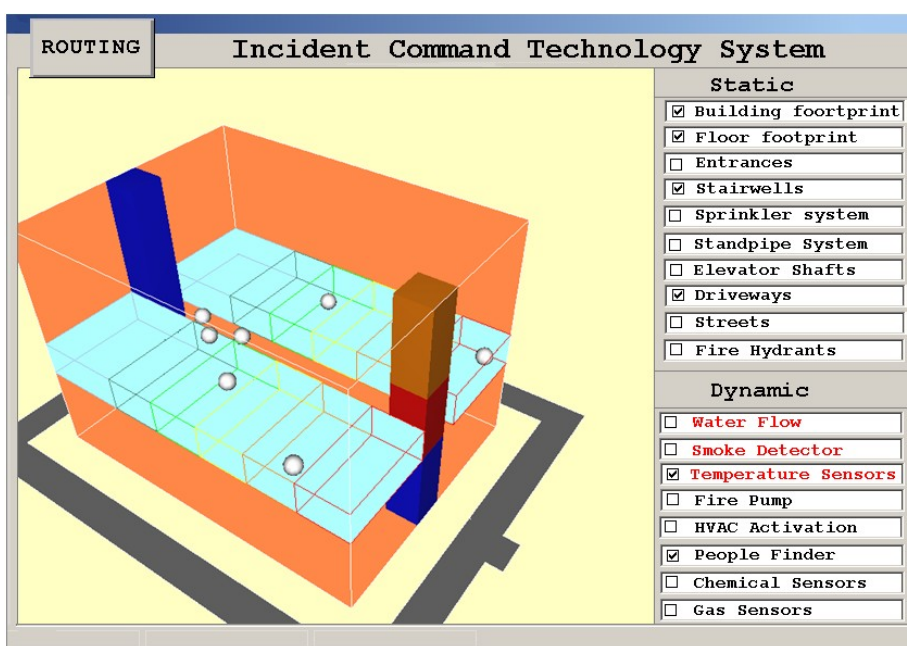 ROUTING
Incident Command Technology System
Static
Building foortprint
Floor footprint
Entrances
Stairwells
Sprinkler system
Standpipe System
Elevator Shafts
Driveways
Streets
Fire Hydrants
Dynamic
Water Flow
Smoke Detector
Temperature Sensors
Fire Pump
HVAC Activation
People Finder
Chemical Sensors
Gas Sensors